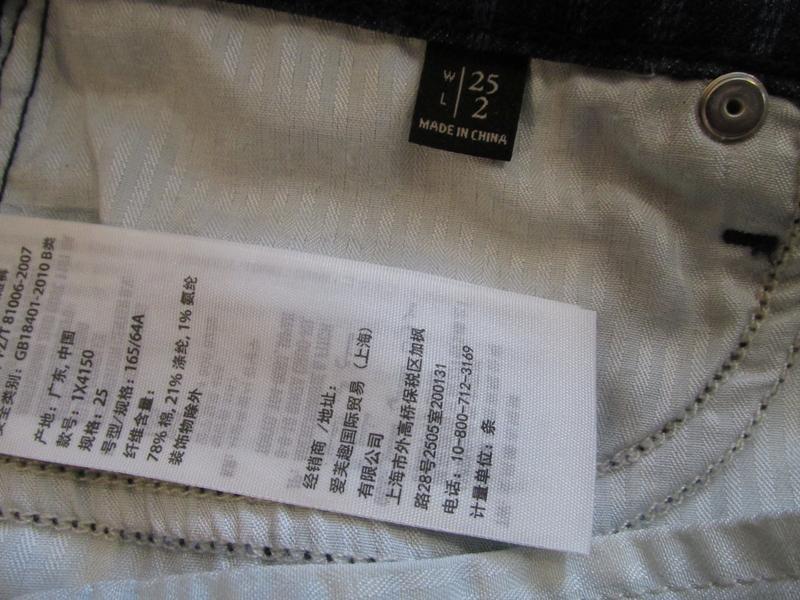 W 25
L 2
MADE IN CHINA
FZ/T 81006-2007
安全类别: GB18401-2010 B类
产地: 广东, 中国
款号: 1X4150
规格: 25
号型/规格: 165/64A
纤维含量:
78% 棉, 21% 涤纶, 1% 氨纶
装饰物除外
经销商 /地址:
爱芙趣国际贸易 (上海)
有限公司
上海市外高桥保税区加枫
路28号2505室200131
电话: 10-800-712-3169
计量单位: 条